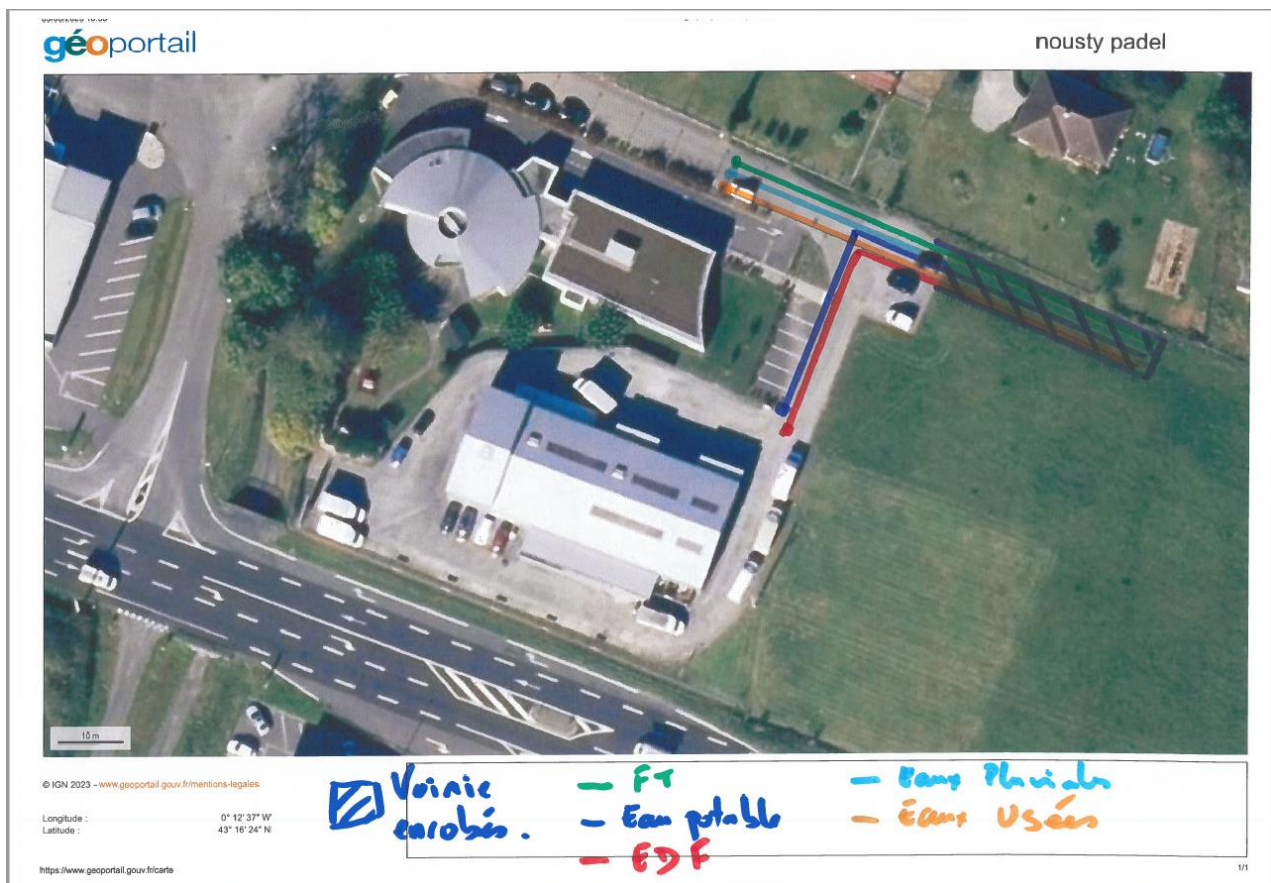 géoportail
nousty padel
10 m
© IGN 2023 – www.geoportail.gouv.fr/mentions-legales
Longitude : 0° 12' 37" W
Latitude : 43° 16' 24" N
Voirie
enrobés.
FT
Eau potable
EDF
Eaux Pluviales
Eaux Usées
https://www.geoportail.gouv.fr/carte
1/1